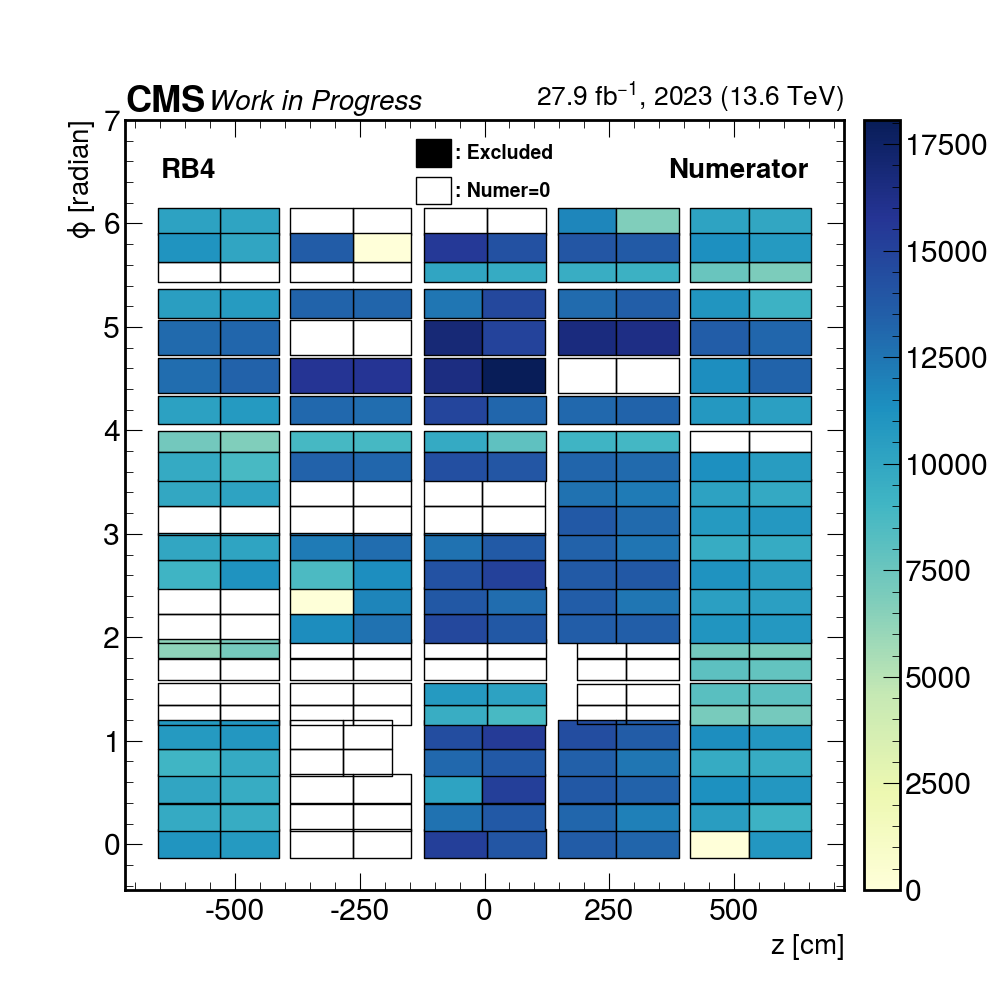 CMS Work in Progress 27.9 fb⁻¹, 2023 (13.6 TeV)
RB4
: Excluded
: Numer=0
Numerator
ϕ [radian]
7
6
5
4
3
2
1
0
-500 -250 0 250 500
z [cm]
17500
15000
12500
10000
7500
5000
2500
0